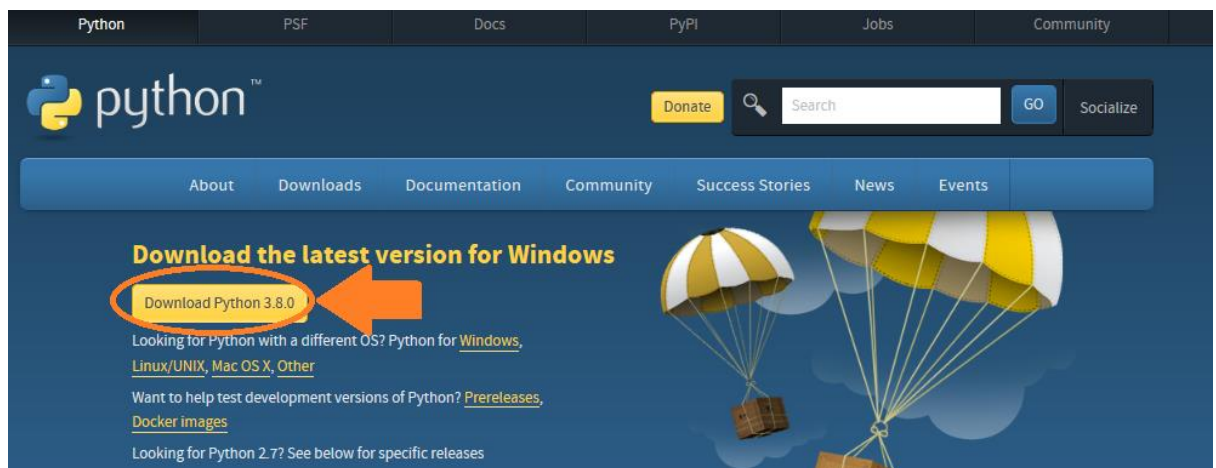 Python PSF Docs PyPI Jobs Community
python™
Donate Search GO Socialize
About Downloads Documentation Community Success Stories News Events
Download the latest version for Windows
Download Python 3.8.0
Looking for Python with a different OS? Python for Windows,
Linux/UNIX, Mac OS X, Other
Want to help test development versions of Python? Prereleases,
Docker images
Looking for Python 2.7? See below for specific releases